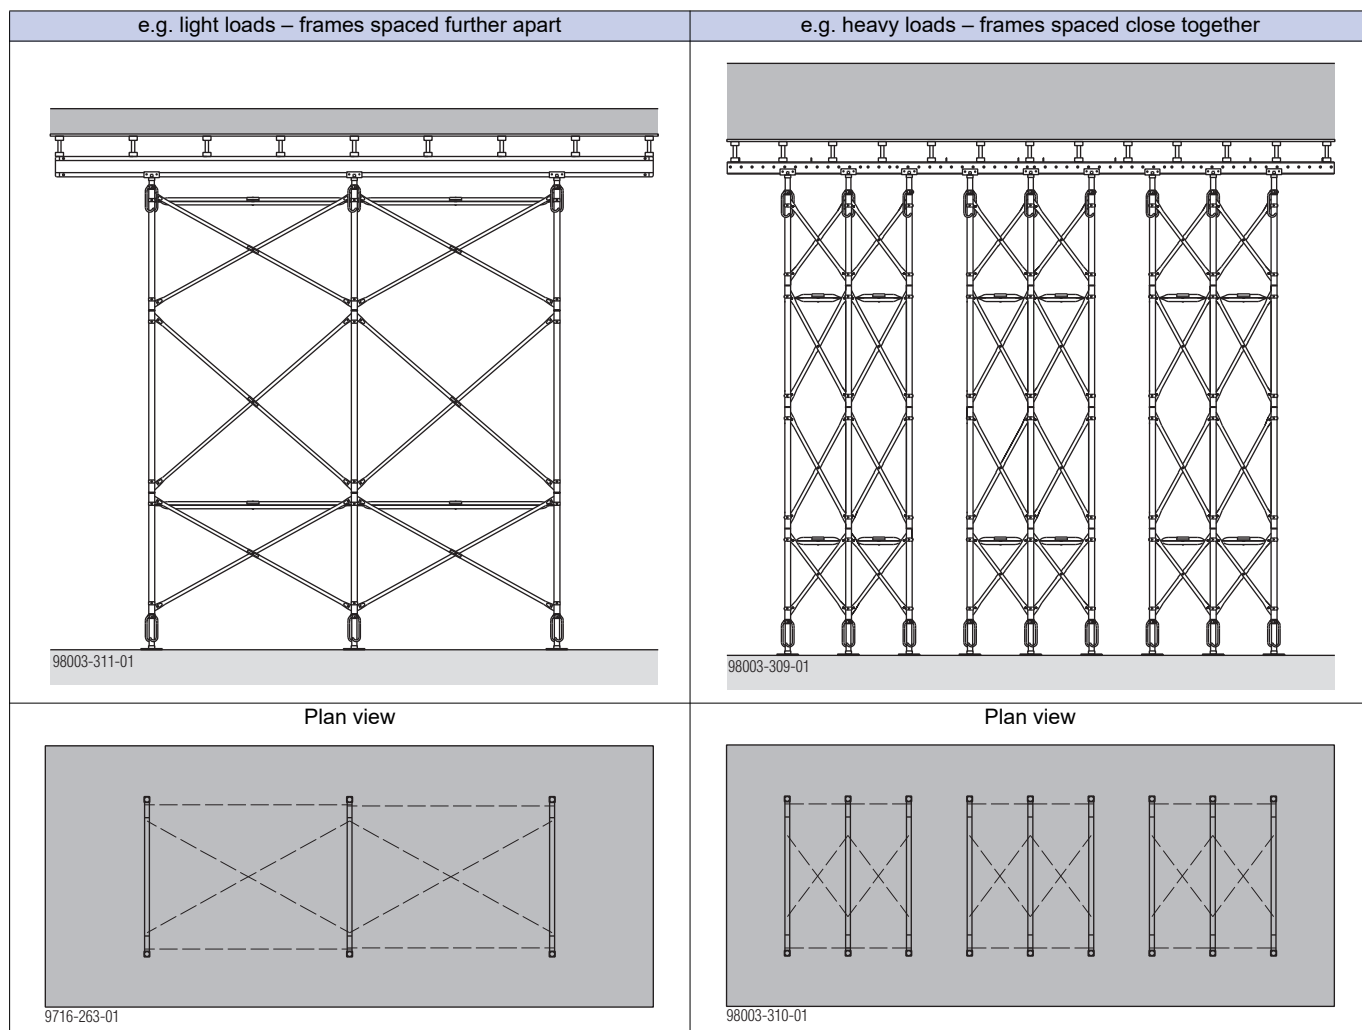 e.g. light loads – frames spaced further apart
e.g. heavy loads – frames spaced close together
98003-311-01
98003-309-01
Plan view
Plan view
9716-263-01
98003-310-01